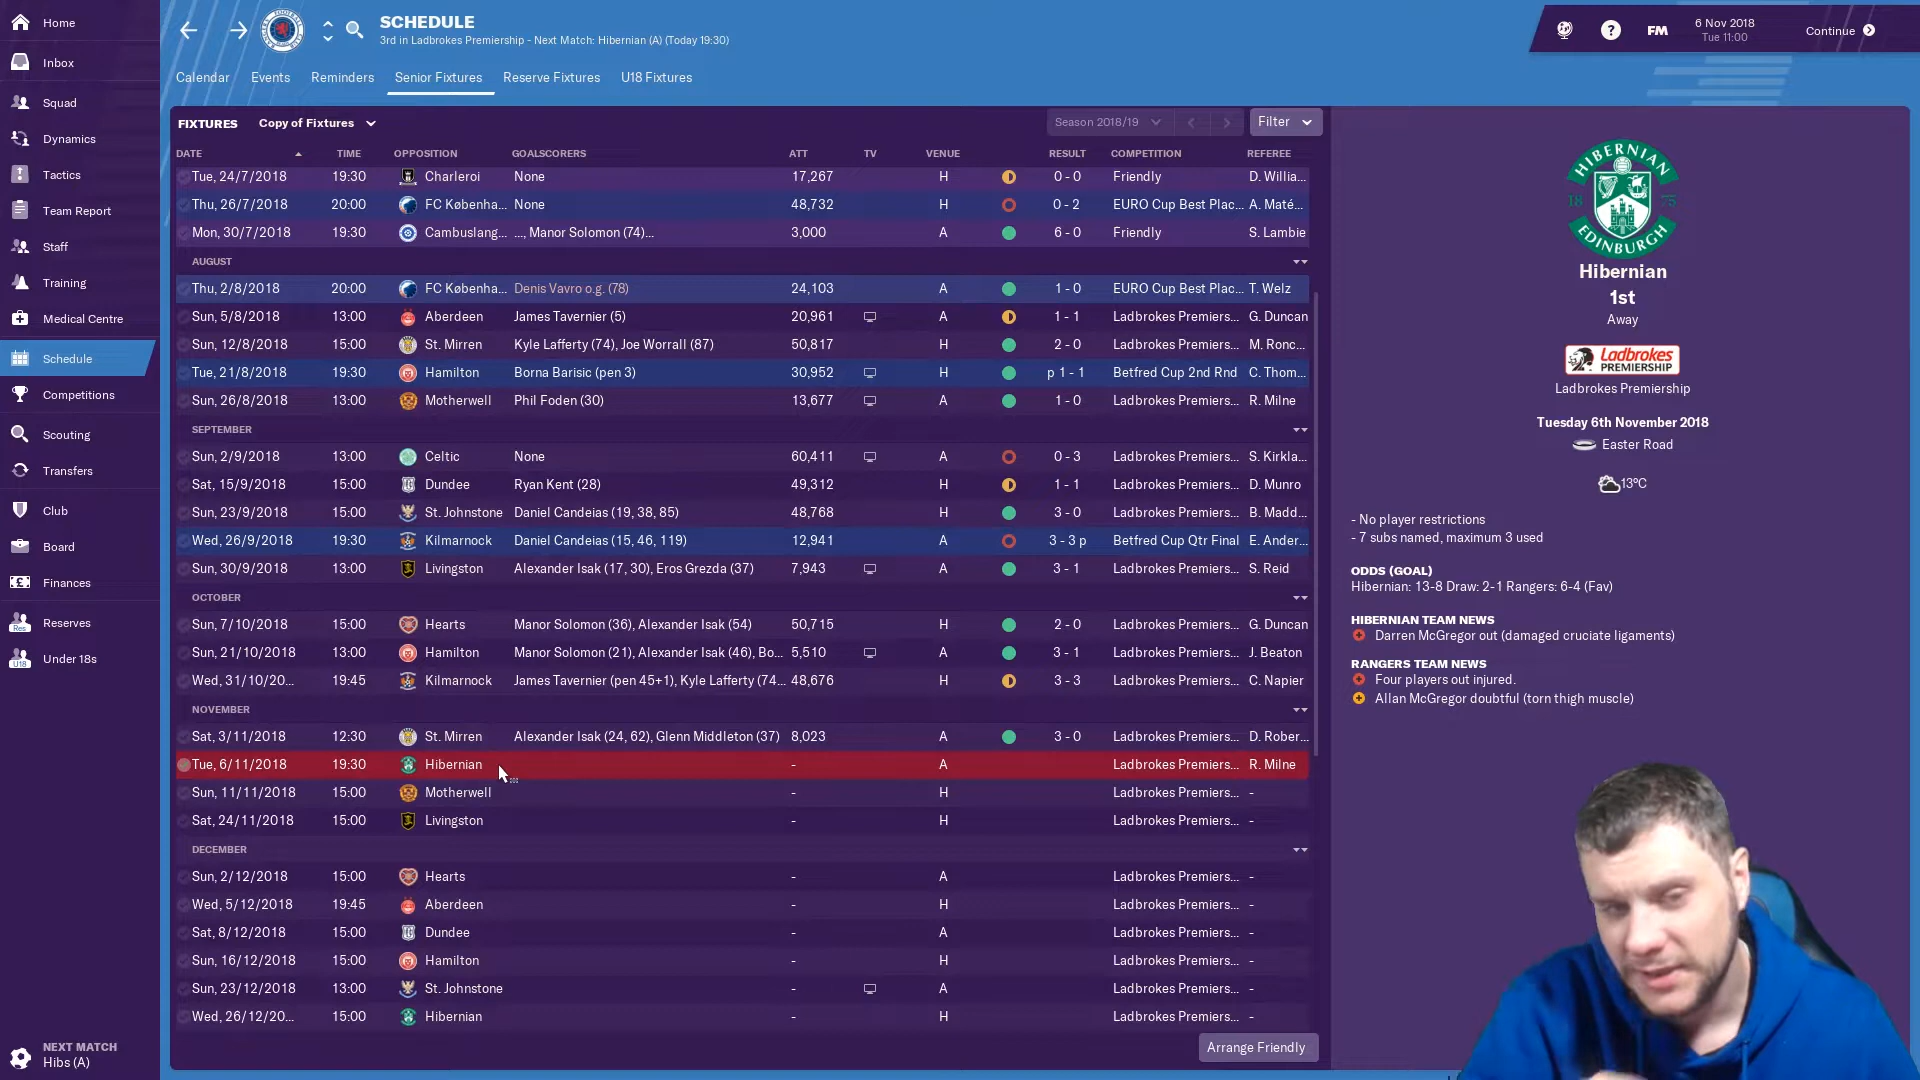 SCHEDULE
3rd in Ladbrokes Premiership - Next Match: Hibernian (A) (Today 19:30)
FM
6 Nov 2018
Tue 11:00
Continue
Home
Inbox
Squad
Dynamics
Tactics
Team Report
Staff
Training
Medical Centre
Schedule
Competitions
Scouting
Transfers
Club
Board
Finances
Res
Reserves
U18
Under 18s
NEXT MATCH
Hibs (A)
Calendar Events Reminders Senior Fixtures Reserve Fixtures U18 Fixtures
FIXTURES Copy of Fixtures Season 2018/19 Filter
DATE TIME OPPOSITION GOALSCORERS ATT TV VENUE RESULT COMPETITION REFEREE
Tue, 24/7/2018 19:30 Charleroi None 17,267 H 0 - 0 Friendly D. Willia...
Thu, 26/7/2018 20:00 FC Københa... None 48,732 H 0 - 2 EURO Cup Best Plac... A. Maté...
Mon, 30/7/2018 19:30 Cambuslang... ..., Manor Solomon (74)... 3,000 A 6 - 0 Friendly S. Lambie
AUGUST
Thu, 2/8/2018 20:00 FC Københa... Denis Vavro o.g. (78) 24,103 A 1 - 0 EURO Cup Best Plac... T. Welz
Sun, 5/8/2018 13:00 Aberdeen James Tavernier (5) 20,961 A 1 - 1 Ladbrokes Premiers... G. Duncan
Sun, 12/8/2018 15:00 St. Mirren Kyle Lafferty (74), Joe Worrall (87) 50,817 H 2 - 0 Ladbrokes Premiers... M. Ronc...
Tue, 21/8/2018 19:30 Hamilton Borna Barisic (pen 3) 30,952 H p 1 - 1 Betfred Cup 2nd Rnd C. Thom...
Sun, 26/8/2018 13:00 Motherwell Phil Foden (30) 13,677 A 1 - 0 Ladbrokes Premiers... R. Milne
SEPTEMBER
Sun, 2/9/2018 13:00 Celtic None 60,411 A 0 - 3 Ladbrokes Premiers... S. Kirkla...
Sat, 15/9/2018 15:00 Dundee Ryan Kent (28) 49,312 H 1 - 1 Ladbrokes Premiers... D. Munro
Sun, 23/9/2018 15:00 St. Johnstone Daniel Candeias (19, 38, 85) 48,768 H 3 - 0 Ladbrokes Premiers... B. Madd...
Wed, 26/9/2018 19:30 Kilmarnock Daniel Candeias (15, 46, 119) 12,941 A 3 - 3 p Betfred Cup Qtr Final E. Ander...
Sun, 30/9/2018 13:00 Livingston Alexander Isak (17, 30), Eros Grezda (37) 7,943 A 3 - 1 Ladbrokes Premiers... S. Reid
OCTOBER
Sun, 7/10/2018 15:00 Hearts Manor Solomon (36), Alexander Isak (54) 50,715 H 2 - 0 Ladbrokes Premiers... G. Duncan
Sun, 21/10/2018 13:00 Hamilton Manor Solomon (21), Alexander Isak (46), Bo... 5,510 A 3 - 1 Ladbrokes Premiers... J. Beaton
Wed, 31/10/20... 19:45 Kilmarnock James Tavernier (pen 45+1), Kyle Lafferty (74... 48,676 H 3 - 3 Ladbrokes Premiers... C. Napier
NOVEMBER
Sat, 3/11/2018 12:30 St. Mirren Alexander Isak (24, 62), Glenn Middleton (37) 8,023 A 3 - 0 Ladbrokes Premiers... D. Rober...
Tue, 6/11/2018 19:30 Hibernian - A Ladbrokes Premiers... R. Milne
Sun, 11/11/2018 15:00 Motherwell - H Ladbrokes Premiers... -
Sat, 24/11/2018 15:00 Livingston - H Ladbrokes Premiers... -
DECEMBER
Sun, 2/12/2018 15:00 Hearts - A Ladbrokes Premiers... -
Wed, 5/12/2018 19:45 Aberdeen - H Ladbrokes Premiers... -
Sat, 8/12/2018 15:00 Dundee - A Ladbrokes Premiers... -
Sun, 16/12/2018 15:00 Hamilton - H Ladbrokes Premiers... -
Sun, 23/12/2018 13:00 St. Johnstone - A Ladbrokes Premiers... -
Wed, 26/12/20... 15:00 Hibernian - H Ladbrokes Premiers... -
Arrange Friendly
HIBERNIAN
18 75
EDINBURGH
Hibernian
1st
Away
Ladbrokes
PREMIERSHIP
Ladbrokes Premiership
Tuesday 6th November 2018
Easter Road
13°C
- No player restrictions
- 7 subs named, maximum 3 used
ODDS (GOAL)
Hibernian: 13-8 Draw: 2-1 Rangers: 6-4 (Fav)
HIBERNIAN TEAM NEWS
Darren McGregor out (damaged cruciate ligaments)
RANGERS TEAM NEWS
Four players out injured.
Allan McGregor doubtful (torn thigh muscle)